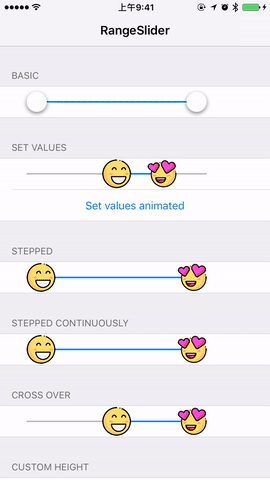 上午9:41
RangeSlider
BASIC
SET VALUES
Set values animated
STEPPED
STEPPED CONTINUOUSLY
CROSS OVER
CUSTOM HEIGHT